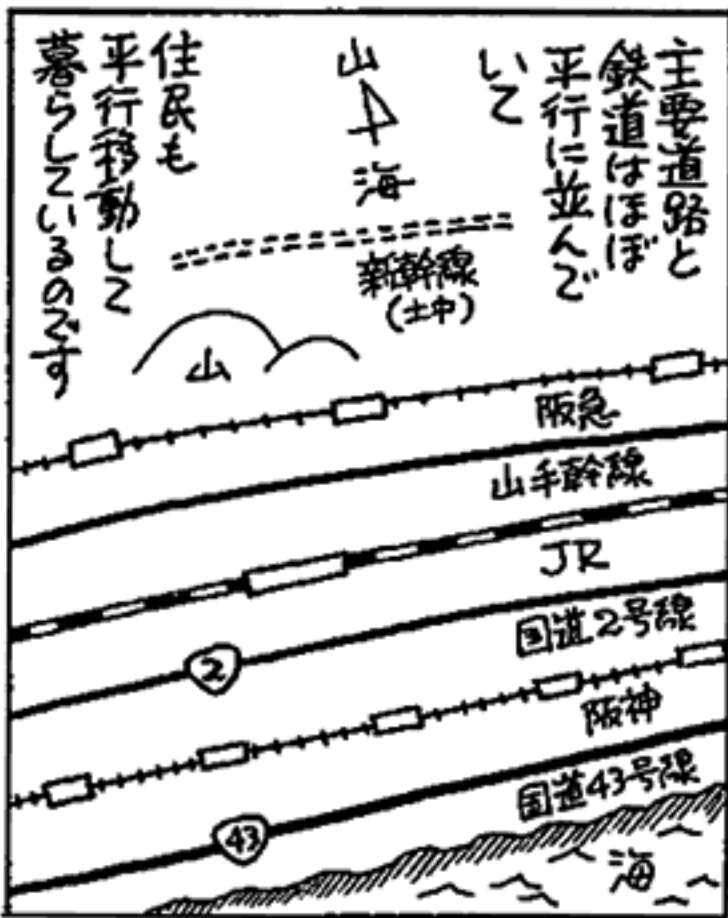 主要道路と
鉄道はほぼ
平行に並んで
いて
山
海
住民も
平行移動して
暮らしているのです
新幹線
(土中)
山
阪急
山手幹線
JR
国道2号線
2
阪神
国道43号線
43
海